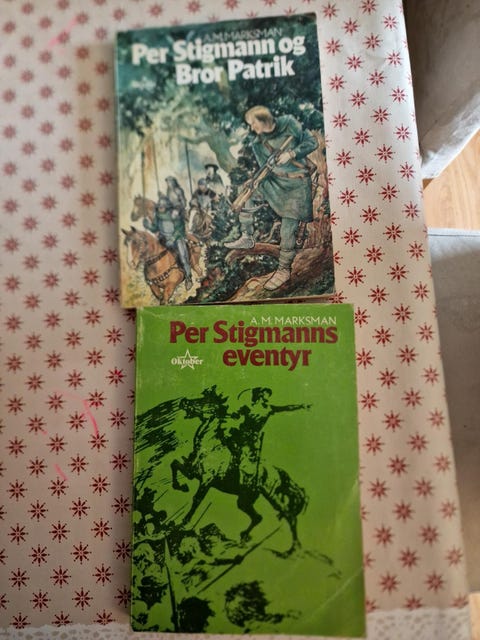 A.M. MARKSMAN
Per Stigmann og
Bror Patrik
A. M. MARKSMAN
Per Stigmanns
eventyr
Oktober